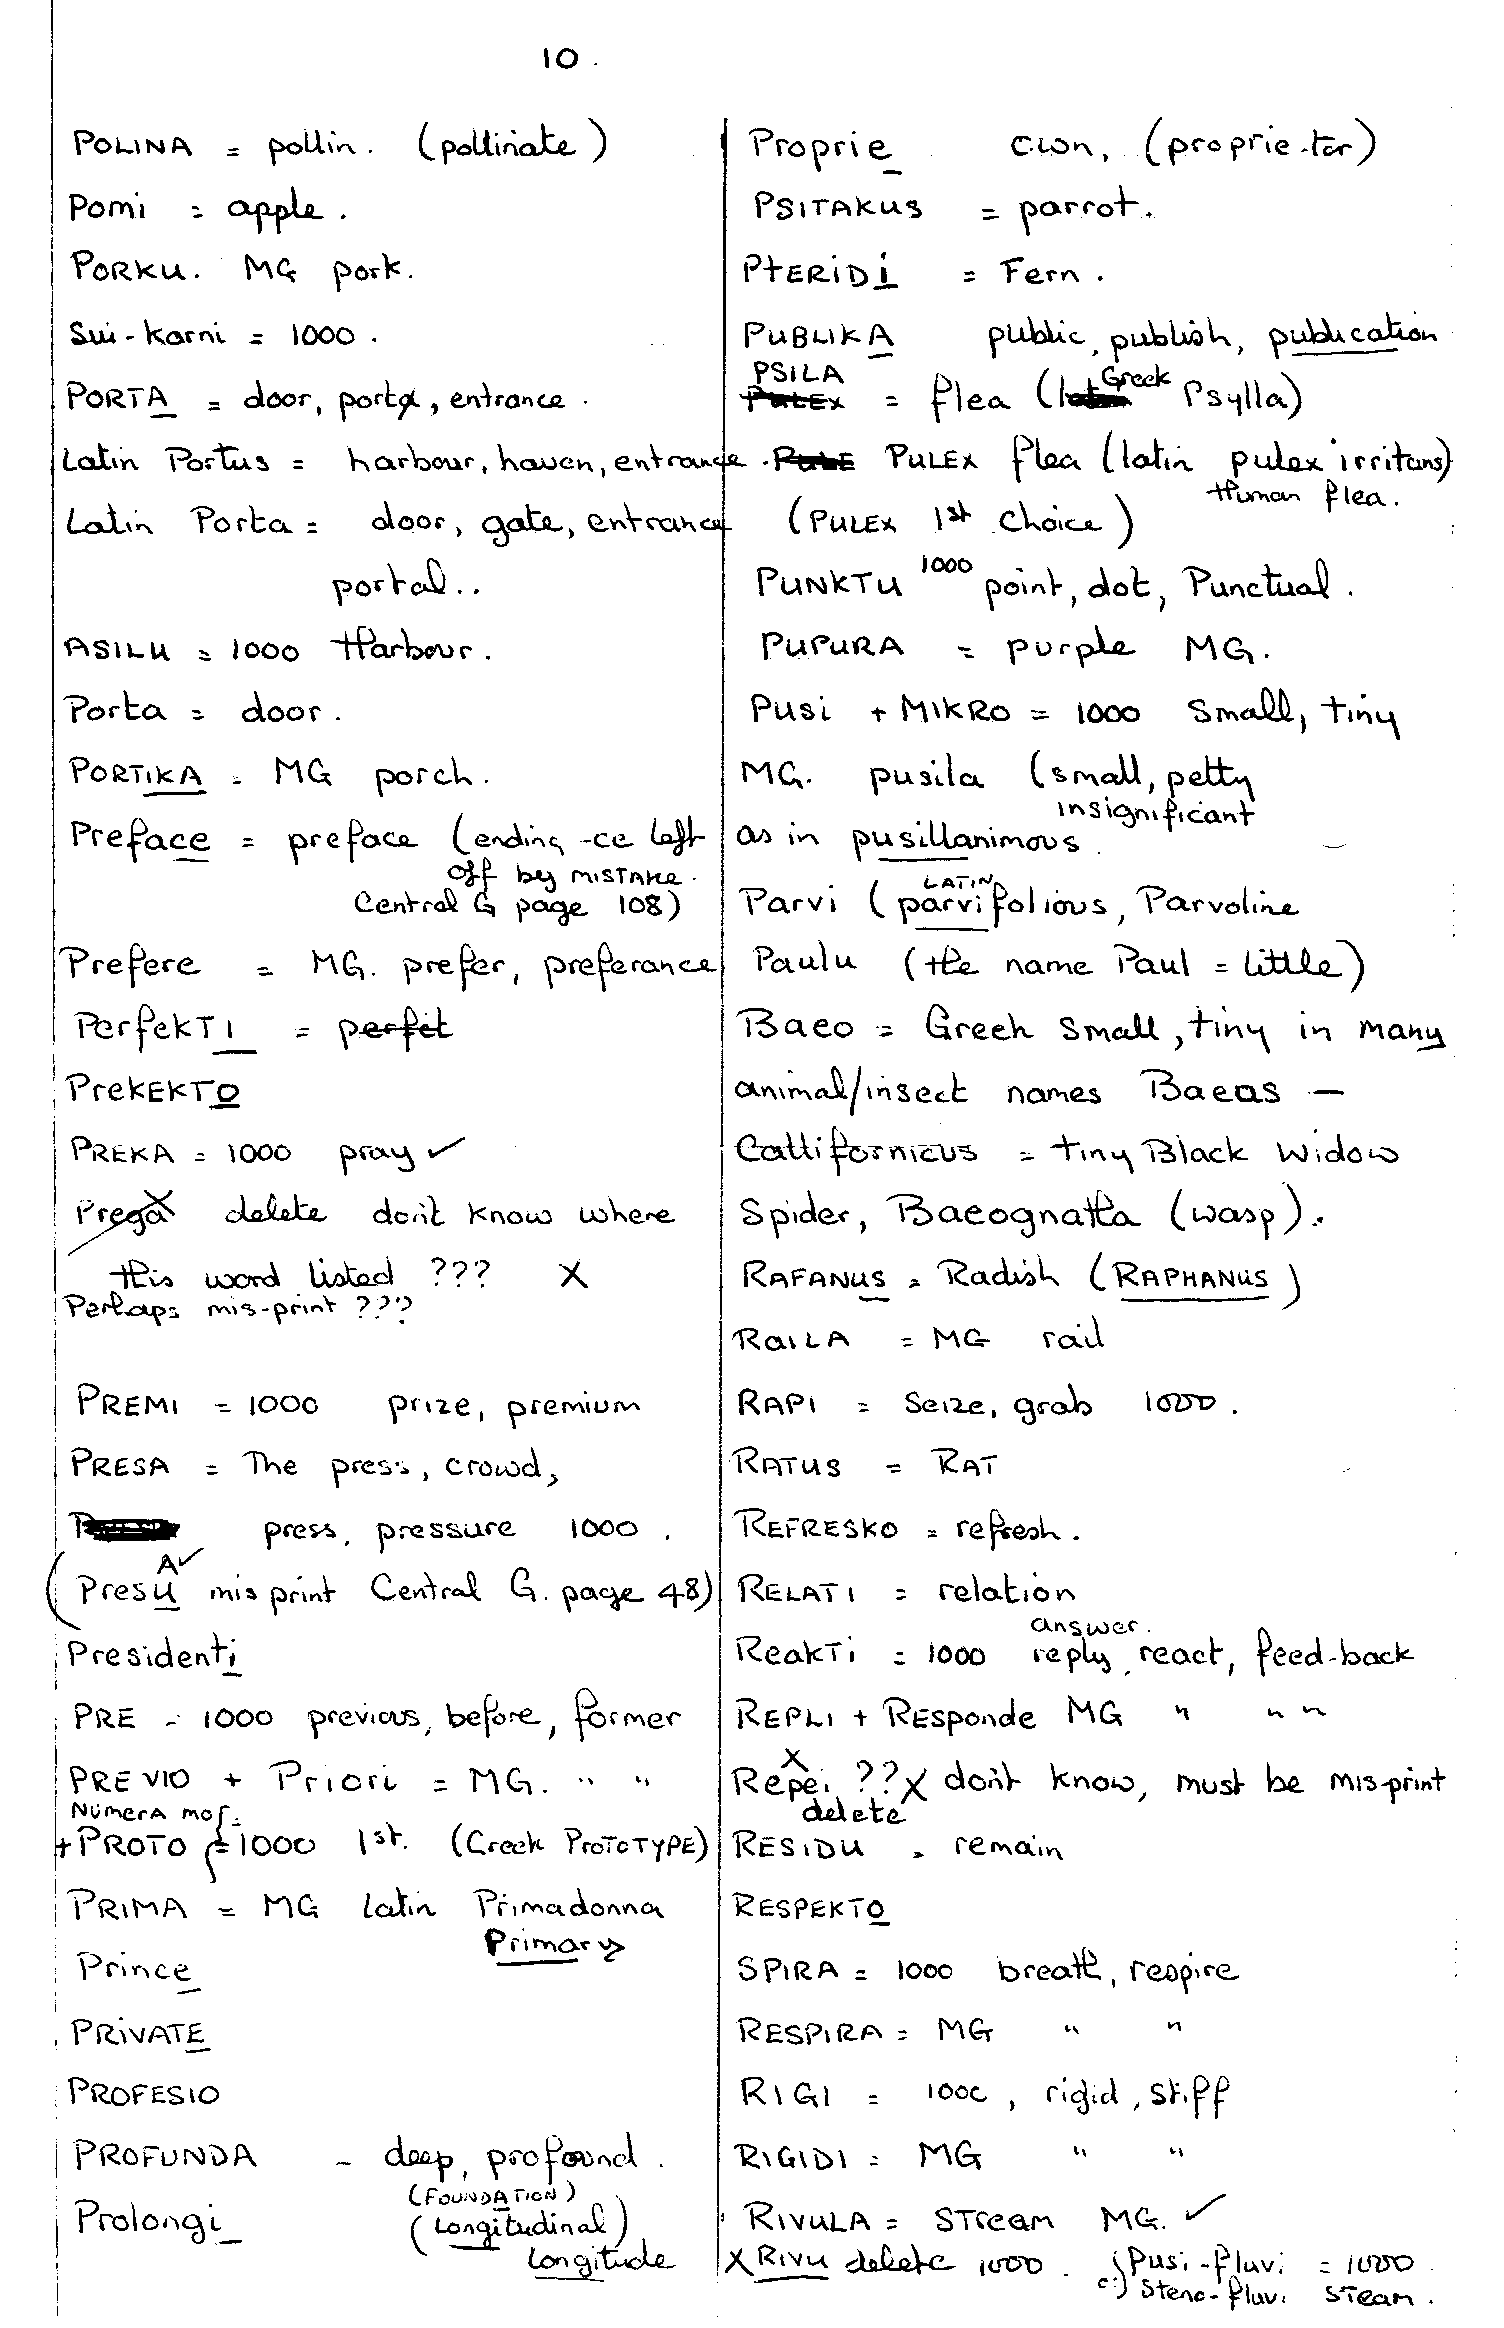 10.
POLINA = pollin. (pollinate)
Pomi = apple.
PORKU. MG pork.
Sui-karni = 1000.
PORTA = door, porta, entrance.
Latin Portus = harbour, haven, entrance.
Latin Porta = door, gate, entrance
portal..
ASILU = 1000 Harbour.
Porta = door.
PORTIKA = MG porch.
Preface = preface (ending -ce left
off by mistake.
Central G page 108)
Prefere = MG. prefer, preferance
PerfekTI = perfit
PreKEKTO
PREKA = 1000 pray ✓
Prega X delete don't know where
this word listed ??? X
Perhaps mis-print ???
PREMI = 1000 prize, premium
PRESA = The press, crowd,
press, pressure 1000.
A✓
(Presu mis print Central G. page 48)
Presidenti
PRE = 1000 previous, before, former
PREVIO + Priori = MG. " "
NUMERA mof.
+ PROTO = 1000 1st. (Greek PROTOTYPE)
PRIMA = MG latin Primadonna
Primary
Prince
PRIVATE
PROFESIO
PROFUNDA = deep, profound.
(FOUNDATION)
Prolongi (Longitudinal)
Longitude
Proprie own, (proprie-tor)
PSITAKUS = parrot.
PtERIDI = Fern.
PUBLIKA public, publish, publication
PSILA Greek
PULEX = flea (latin Psylla)
PULE PULEX flea (latin pulex irritans)
Human flea.
(PULEX 1st Choice)
PUNKTU 1000 point, dot, Punctual.
PUPURA = purple MG.
PUSI + MIKRO = 1000 small, tiny
MG. pusila (small, petty
insignificant
as in pusillanimous.
LATIN
Parvi (parvifolious, Parvoline
Paulu (the name Paul = little)
Baeo = Greek small, tiny in many
animal/insect names Baeas —
Callifornicus = tiny Black Widow
Spider, Baeognatha (wasp).
RAFANUS = Radish (RAPHANUS)
RAILA = MG rail
RAPI = Seize, grab 1000.
RATUS = RAT
REFRESKO = refresh.
RELATI = relation
answer.
ReakTi = 1000 reply, react, feed-back
REPLI + RESponde MG " " "
X
Repei ??X don't know, must be mis-print
delete
RESIDU = remain
RESPEKTO
SPIRA = 1000 breath, respire
RESPIRA = MG " "
RIGI = 1000, rigid, stiff
RIGIDI = MG " "
RIVULA = STream MG. ✓
X RIVU delete 1000. Pusi-fluvi = 1000
Steno-fluvi STeam.